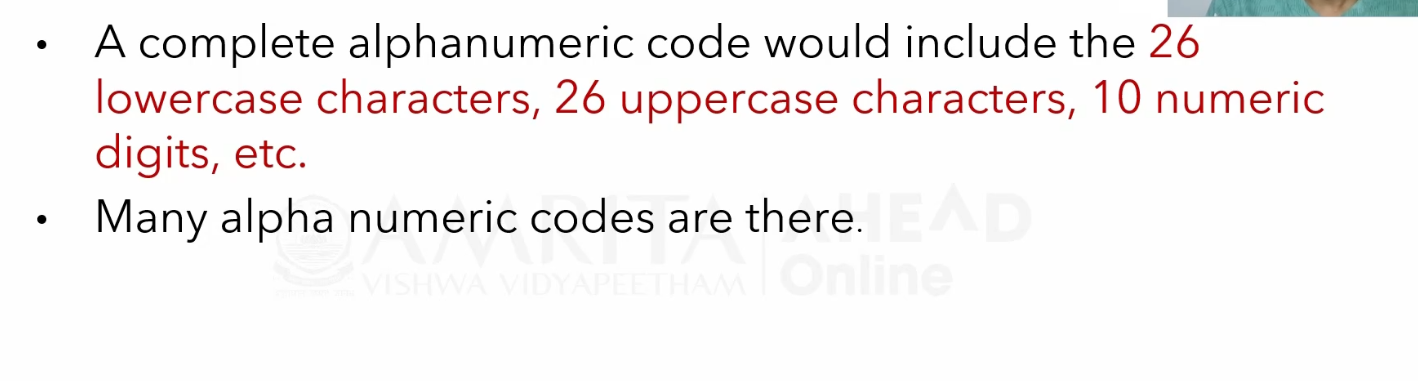 • A complete alphanumeric code would include the 26
lowercase characters, 26 uppercase characters, 10 numeric
digits, etc.
• Many alpha numeric codes are there.
AMRITA AHEAD
VISHWA VIDYAPEETHAM Online